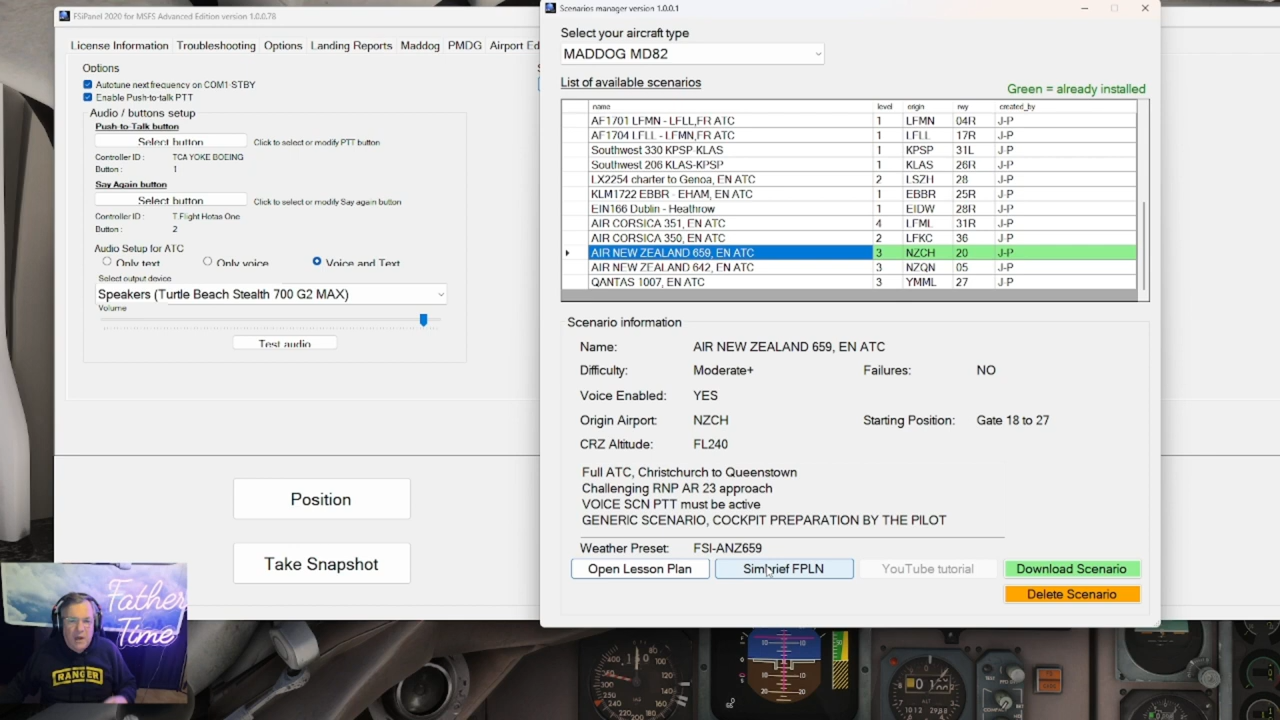 FSiPanel 2020 for MSFS Advanced Edition version 1.0.0.78
License Information Troubleshooting Options Landing Reports Maddog PMDG Airport Ed
Options
Autotune next frequency on COM1-STBY
Enable Push-to-talk PTT
Audio / buttons setup
Push-to-Talk button
Select button Click to select or modify PTT button
Controller ID : TCA YOKE BOEING
Button : 1
Say Again button
Select button Click to select or modify Say again button
Controller ID : T.Flight Hotas One
Button : 2
Audio Setup for ATC
Only text Only voice Voice and Text
Select output device
Speakers (Turtle Beach Stealth 700 G2 MAX)
Volume
Test audio
Position
Take Snapshot
Scenarios manager version 1.0.0.1
Select your aircraft type
MADDOG MD82
List of available scenarios
Green = already installed
name level origin rwy created_by
AF1701 LFMN - LFLL,FR ATC 1 LFMN 04R J-P
AF1704 LFLL - LFMN,FR ATC 1 LFLL 17R J-P
Southwest 330 KPSP-KLAS 1 KPSP 31L J-P
Southwest 206 KLAS-KPSP 1 KLAS 26R J-P
LX2254 charter to Genoa, EN ATC 2 LSZH 28 J-P
KLM1722 EBBR - EHAM, EN ATC 1 EBBR 25R J-P
EIN166 Dublin - Heathrow 1 EIDW 28R J-P
AIR CORSICA 351, EN ATC 4 LFML 31R J-P
AIR CORSICA 350, EN ATC 2 LFKC 36 J-P
AIR NEW ZEALAND 659, EN ATC 3 NZCH 20 J-P
AIR NEW ZEALAND 642, EN ATC 3 NZQN 05 J-P
QANTAS 1007, EN ATC 3 YMML 27 J-P
Scenario information
Name: AIR NEW ZEALAND 659, EN ATC
Difficulty: Moderate+ Failures: NO
Voice Enabled: YES
Origin Airport: NZCH Starting Position: Gate 18 to 27
CRZ Altitude: FL240
Full ATC, Christchurch to Queenstown
Challenging RNP AR 23 approach
VOICE SCN PTT must be active
GENERIC SCENARIO, COCKPIT PREPARATION BY THE PILOT
Weather Preset: FSI-ANZ659
Open Lesson Plan Simbrief FPLN YouTube tutorial Download Scenario
Delete Scenario
Father
Time
RANGER